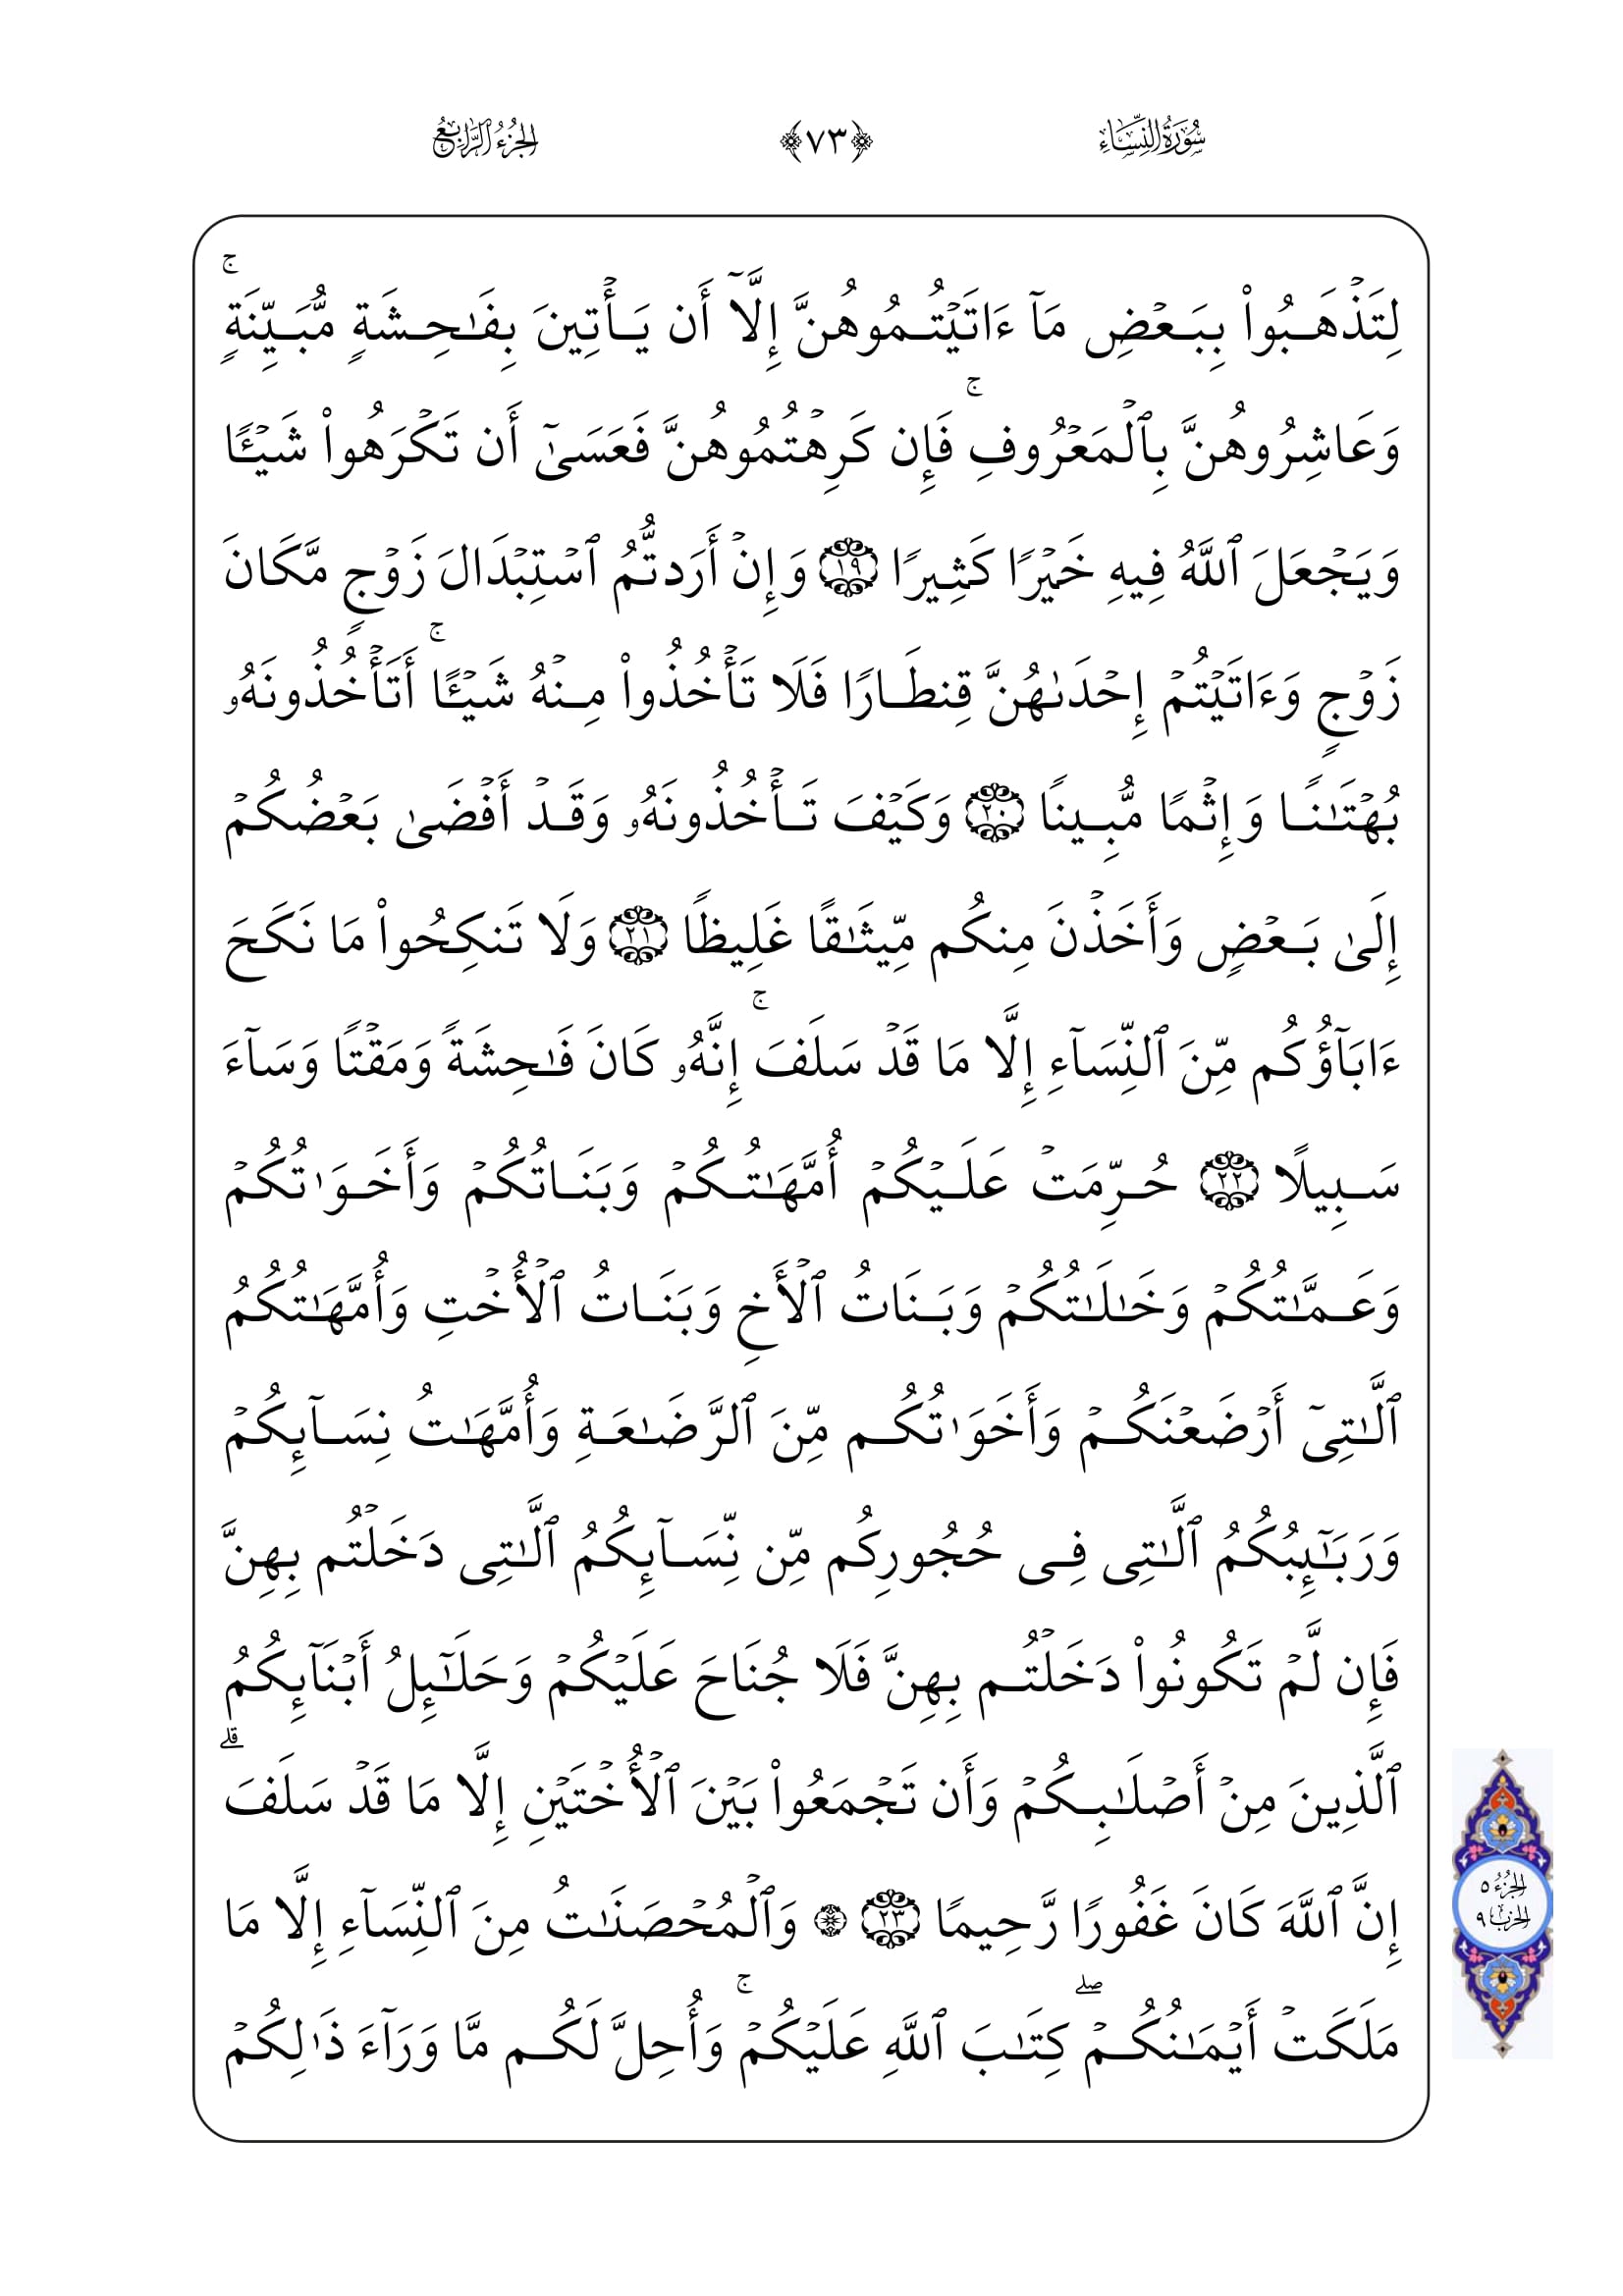 سُورَةُ النِّسَاءِ
﴿٧٣﴾
الجُزْءُ الرَّابِعُ
لِتَذۡهَبُواْ بِبَعۡضِ مَآ ءَاتَيۡتُمُوهُنَّ إِلَّآ أَن يَأۡتِينَ بِفَٰحِشَةٖ مُّبَيِّنَةٖۚ
وَعَاشِرُوهُنَّ بِٱلۡمَعۡرُوفِۚ فَإِن كَرِهۡتُمُوهُنَّ فَعَسَىٰٓ أَن تَكۡرَهُواْ شَيۡـٔٗا
وَيَجۡعَلَ ٱللَّهُ فِيهِ خَيۡرٗا كَثِيرٗا ١٩ وَإِنۡ أَرَدتُّمُ ٱسۡتِبۡدَالَ زَوۡجٖ مَّكَانَ
زَوۡجٖ وَءَاتَيۡتُمۡ إِحۡدَىٰهُنَّ قِنطَارٗا فَلَا تَأۡخُذُواْ مِنۡهُ شَيۡـًٔاۚ أَتَأۡخُذُونَهُۥ
بُهۡتَٰنٗا وَإِثۡمٗا مُّبِينٗا ٢٠ وَكَيۡفَ تَأۡخُذُونَهُۥ وَقَدۡ أَفۡضَىٰ بَعۡضُكُمۡ
إِلَىٰ بَعۡضٖ وَأَخَذۡنَ مِنكُم مِّيثَٰقًا غَلِيظٗا ٢١ وَلَا تَنكِحُواْ مَا نَكَحَ
ءَابَآؤُكُم مِّنَ ٱلنِّسَآءِ إِلَّا مَا قَدۡ سَلَفَۚ إِنَّهُۥ كَانَ فَٰحِشَةٗ وَمَقۡتٗا وَسَآءَ
سَبِيلًا ٢٢ حُرِّمَتۡ عَلَيۡكُمۡ أُمَّهَٰتُكُمۡ وَبَنَاتُكُمۡ وَأَخَوَٰتُكُمۡ
وَعَمَّٰتُكُمۡ وَخَٰلَٰتُكُمۡ وَبَنَاتُ ٱلۡأَخِ وَبَنَاتُ ٱلۡأُخۡتِ وَأُمَّهَٰتُكُمُ
ٱلَّٰتِيٓ أَرۡضَعۡنَكُمۡ وَأَخَوَٰتُكُم مِّنَ ٱلرَّضَٰعَةِ وَأُمَّهَٰتُ نِسَآئِكُمۡ
وَرَبَٰٓئِبُكُمُ ٱلَّٰتِي فِي حُجُورِكُم مِّن نِّسَآئِكُمُ ٱلَّٰتِي دَخَلۡتُم بِهِنَّ
فَإِن لَّمۡ تَكُونُواْ دَخَلۡتُم بِهِنَّ فَلَا جُنَاحَ عَلَيۡكُمۡ وَحَلَٰٓئِلُ أَبۡنَآئِكُمُ
ٱلَّذِينَ مِنۡ أَصۡلَٰبِكُمۡ وَأَن تَجۡمَعُواْ بَيۡنَ ٱلۡأُخۡتَيۡنِ إِلَّا مَا قَدۡ سَلَفَۗ
إِنَّ ٱللَّهَ كَانَ غَفُورٗا رَّحِيمٗا ٢٣ ۞ وَٱلۡمُحۡصَنَٰتُ مِنَ ٱلنِّسَآءِ إِلَّا مَا
مَلَكَتۡ أَيۡمَٰنُكُمۡۖ كِتَٰبَ ٱللَّهِ عَلَيۡكُمۡۚ وَأُحِلَّ لَكُم مَّا وَرَآءَ ذَٰلِكُمۡ
الجُزْءُ ٥
الحزب ٩